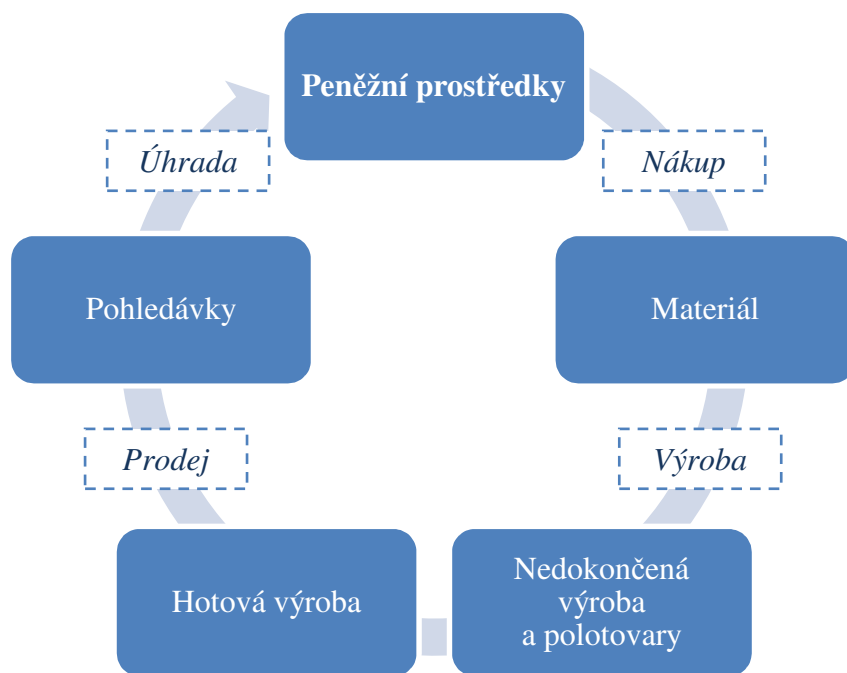 Peněžní prostředky
Úhrada
Nákup
Pohledávky
Materiál
Prodej
Výroba
Hotová výroba
Nedokončená
výroba
a polotovary